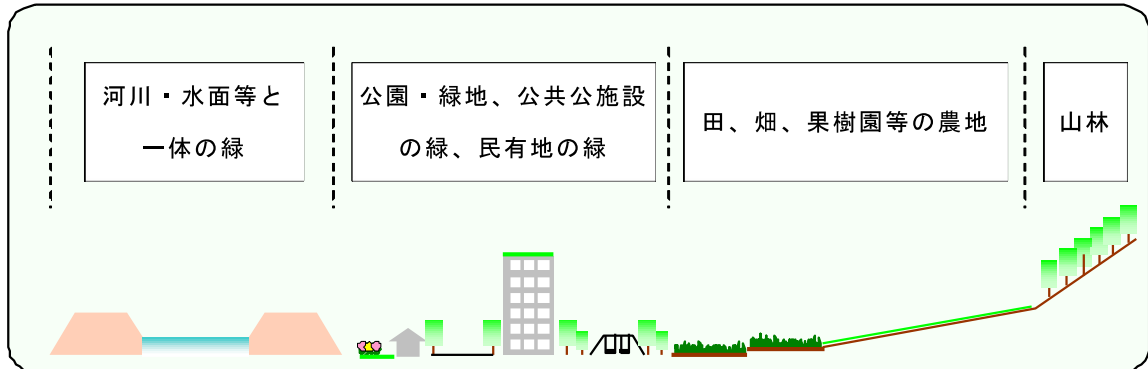 河川・水面等と
一体の緑
公園・緑地、公共公施設
の緑、民有地の緑
田、畑、果樹園等の農地
山林